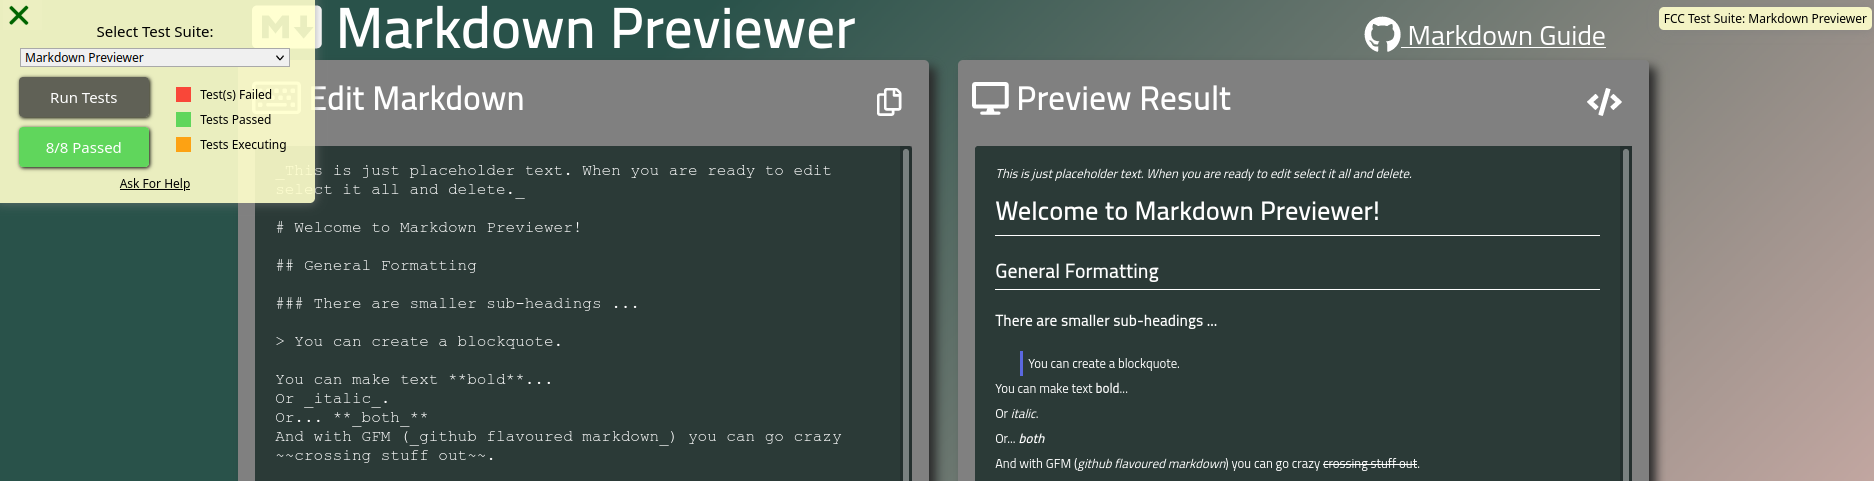 Select Test Suite:
Markdown Previewer
Run Tests
8/8 Passed
Test(s) Failed
Tests Passed
Tests Executing
Ask For Help
Markdown Previewer
Markdown Guide
FCC Test Suite: Markdown Previewer
Edit Markdown
_This is just placeholder text. When you are ready to edit
select it all and delete._
# Welcome to Markdown Previewer!
## General Formatting
### There are smaller sub-headings ...
> You can create a blockquote.
You can make text **bold**...
Or _italic_.
Or... **_both_**
And with GFM (_github flavoured markdown_) you can go crazy
~~crossing stuff out~~.
Preview Result
This is just placeholder text. When you are ready to edit select it all and delete.
Welcome to Markdown Previewer!
General Formatting
There are smaller sub-headings ...
You can create a blockquote.
You can make text bold...
Or italic.
Or... both
And with GFM (github flavoured markdown) you can go crazy crossing stuff out.